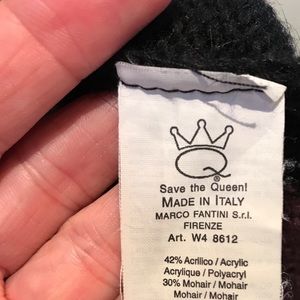 Q®
Save the Queen!
MADE IN ITALY
MARCO FANTINI S.r.l.
FIRENZE
Art. W4 8612
42% Acrilico / Acrylic
Acrylique / Polyacryl
30% Mohair / Mohair
Mohair / Mohair